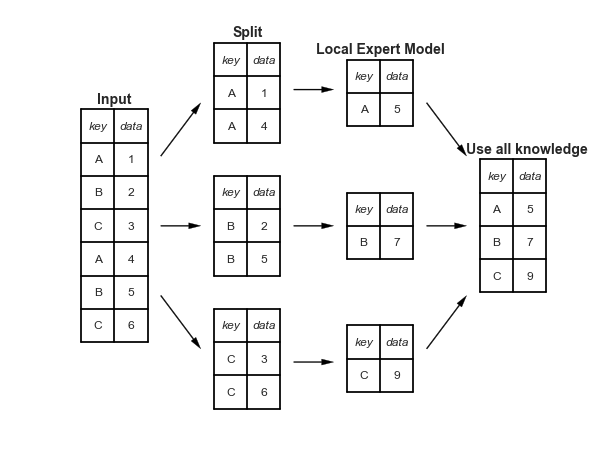 Input
key data
A 1
B 2
C 3
A 4
B 5
C 6
Split
key data
A 1
A 4
key data
B 2
B 5
key data
C 3
C 6
Local Expert Model
key data
A 5
key data
B 7
key data
C 9
Use all knowledge
key data
A 5
B 7
C 9